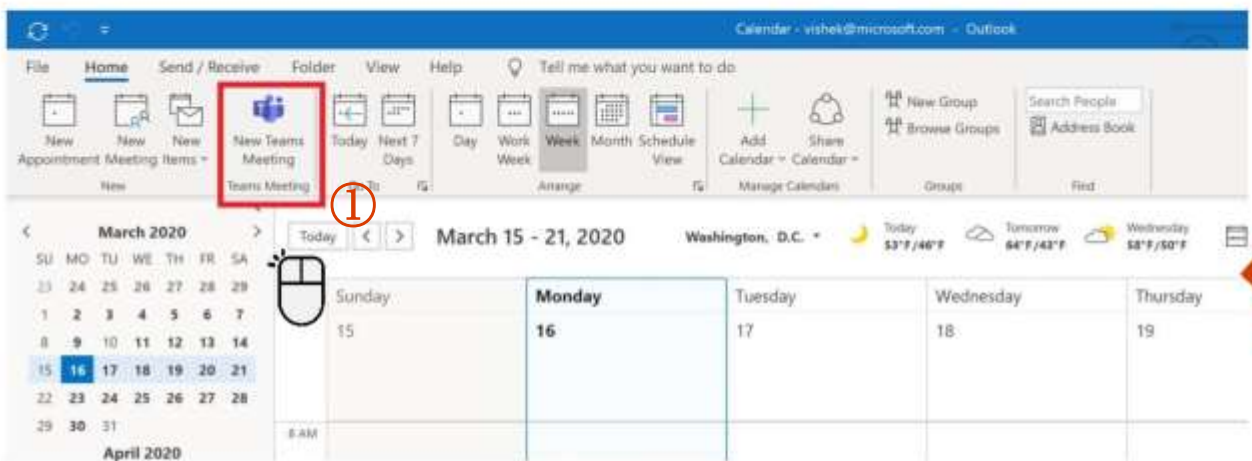 Calendar - vishek@microsoft.com - Outlook
File Home Send / Receive Folder View Help Tell me what you want to do
New Appointment
New Meeting
New Items
New Teams Meeting
Today
Next 7 Days
Day
Work Week
Week
Month
Schedule View
Add Calendar
Share Calendar
New Group
Browse Groups
Search People
Address Book
New
Teams Meeting
Go To
Arrange
Manage Calendars
Groups
Find
①
March 2020
SU MO TU WE TH FR SA
23 24 25 26 27 28 29
1 2 3 4 5 6 7
8 9 10 11 12 13 14
15 16 17 18 19 20 21
22 23 24 25 26 27 28
29 30 31
April 2020
Today March 15 - 21, 2020 Washington, D.C.
Today
53°F/46°F
Tomorrow
64°F/43°F
Wednesday
58°F/50°F
Sunday Monday Tuesday Wednesday Thursday
15 16 17 18 19
8 AM